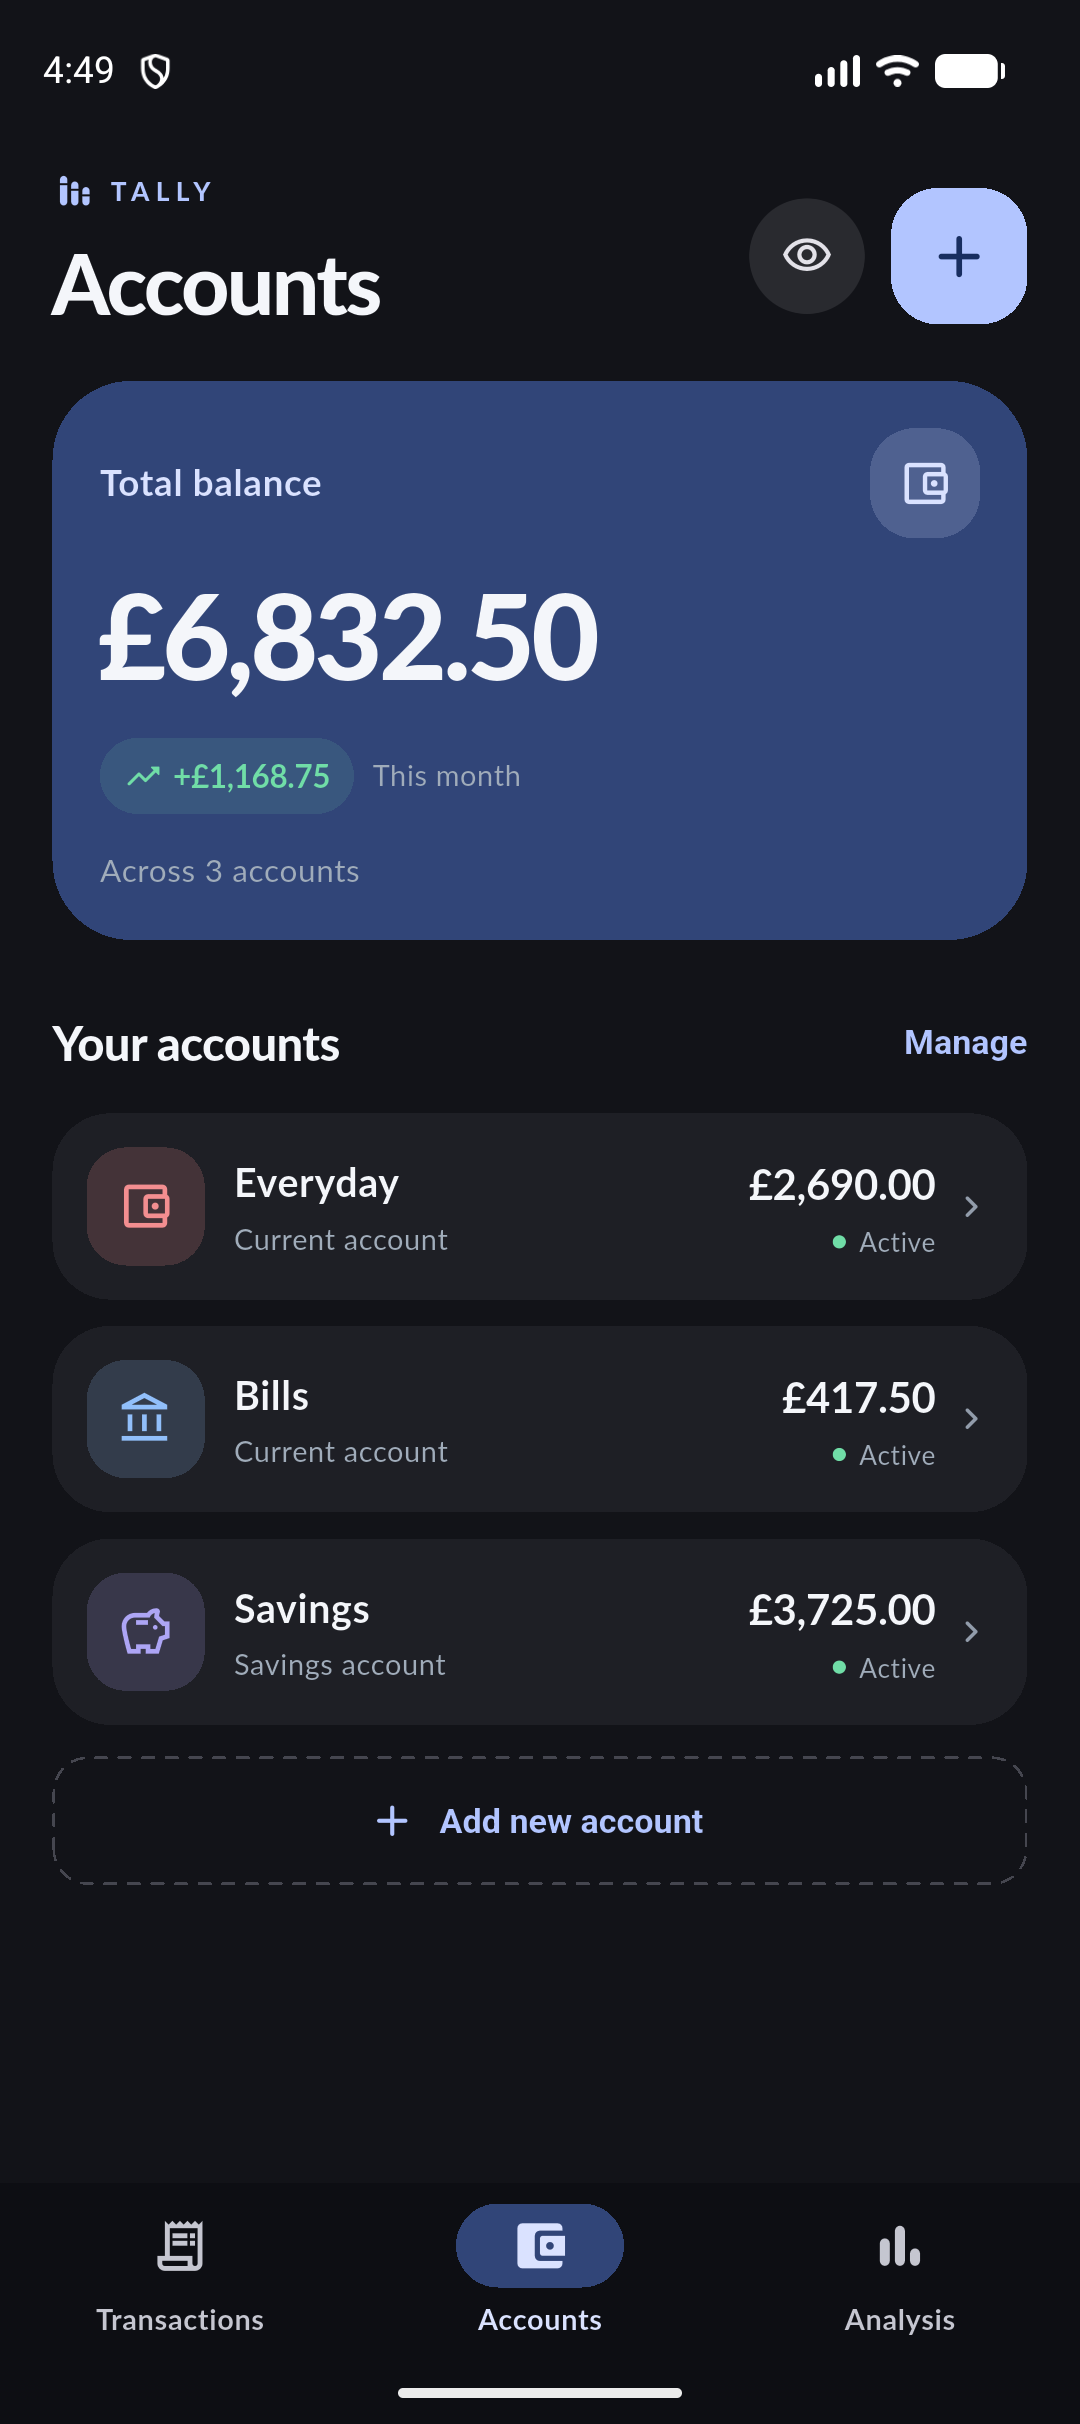 4:49
TALLY
Accounts
Total balance
£6,832.50
+£1,168.75 This month
Across 3 accounts
Your accounts
Manage
Everyday
£2,690.00
Current account
Active
Bills
£417.50
Current account
Active
Savings
£3,725.00
Savings account
Active
Add new account
Transactions
Accounts
Analysis